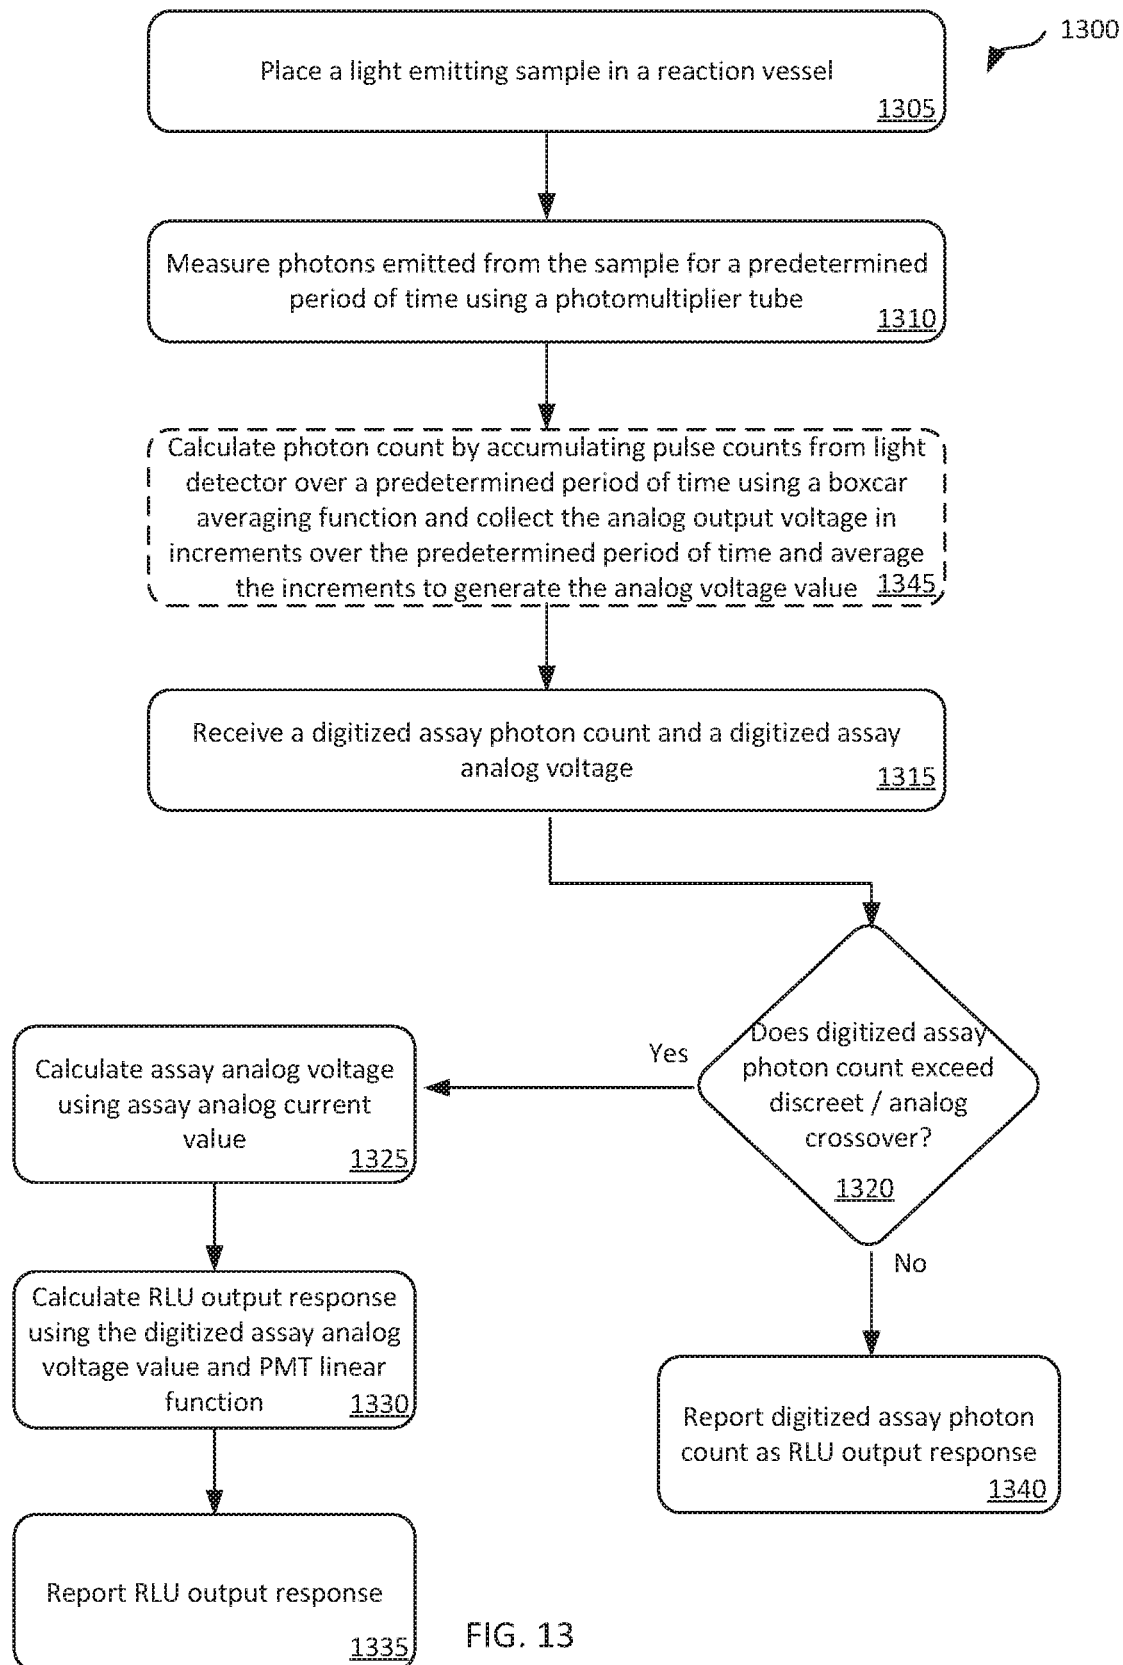 1300
Place a light emitting sample in a reaction vessel
1305
Measure photons emitted from the sample for a predetermined
period of time using a photomultiplier tube
1310
Calculate photon count by accumulating pulse counts from light
detector over a predetermined period of time using a boxcar
averaging function and collect the analog output voltage in
increments over the predetermined period of time and average
the increments to generate the analog voltage value 1345
Receive a digitized assay photon count and a digitized assay
analog voltage
1315
Does digitized assay
photon count exceed
discreet / analog
crossover?
1320
Yes
No
Calculate assay analog voltage
using assay analog current
value
1325
Calculate RLU output response
using the digitized assay analog
voltage value and PMT linear
function
1330
Report RLU output response
1335
Report digitized assay photon
count as RLU output response
1340
FIG. 13